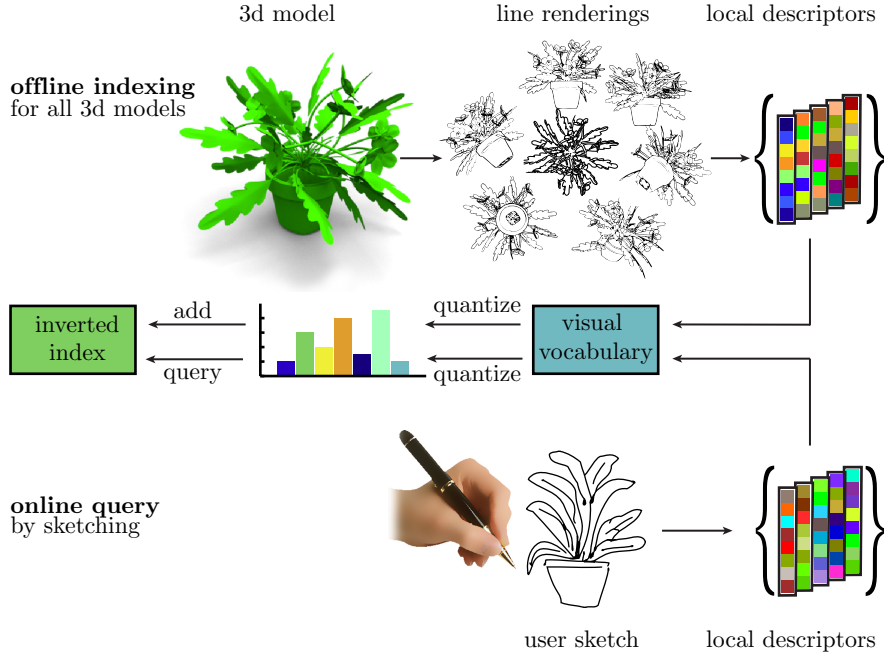 3d model
line renderings
local descriptors
offline indexing
for all 3d models
add
quantize
inverted
index
visual
vocabulary
query
quantize
online query
by sketching
user sketch
local descriptors